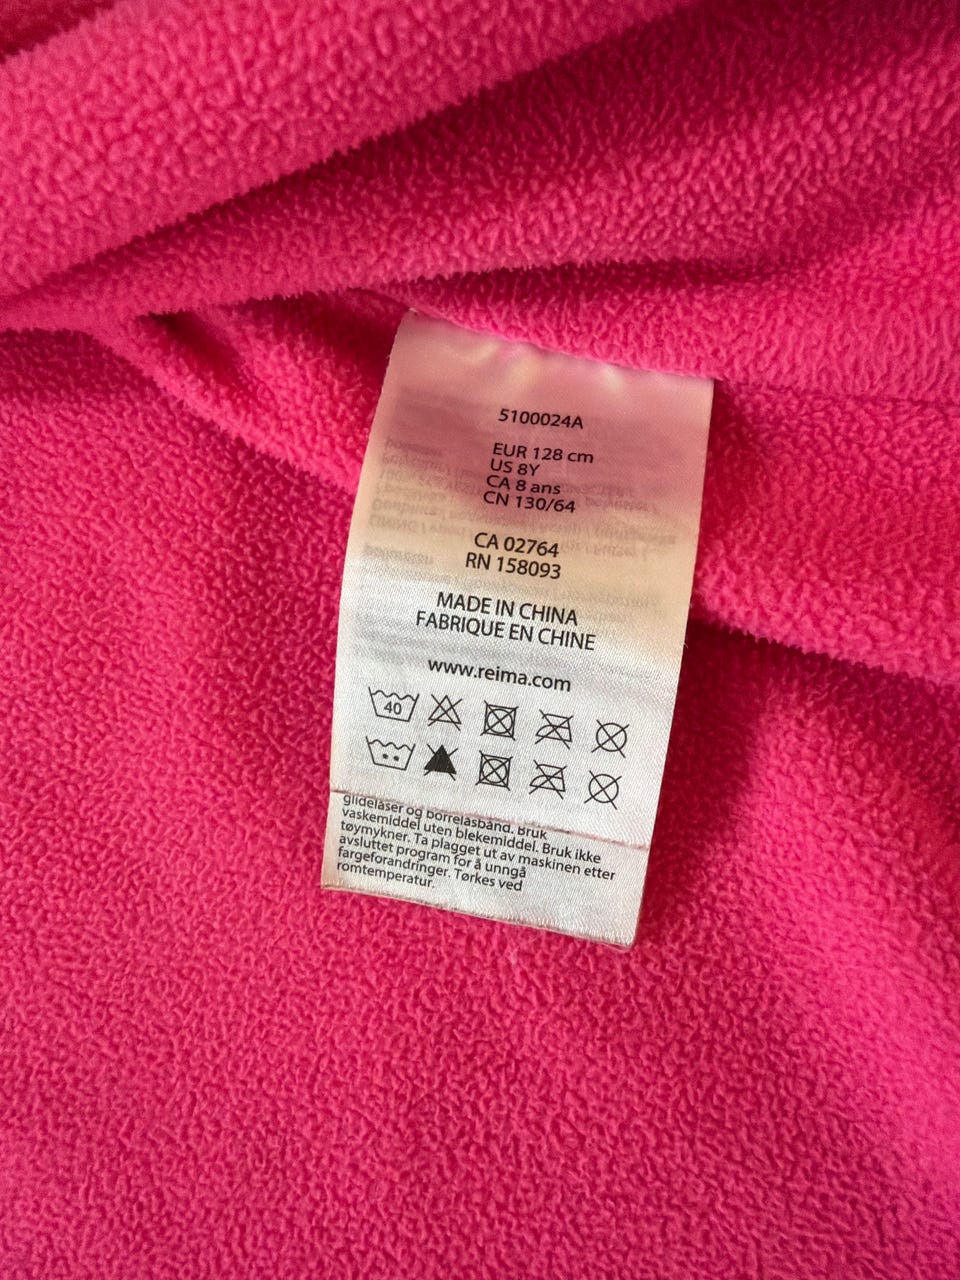 5100024A
EUR 128 cm
US 8Y
CA 8 ans
CN 130/64
CA 02764
RN 158093
MADE IN CHINA
FABRIQUE EN CHINE
www.reima.com
40
glidelåser og borrelåsbånd. Bruk
vaskemiddel uten blekemiddel. Bruk ikke
tøymykner. Ta plagget ut av maskinen etter
avsluttet program for å unngå
fargeforandringer. Tørkes ved
romtemperatur.